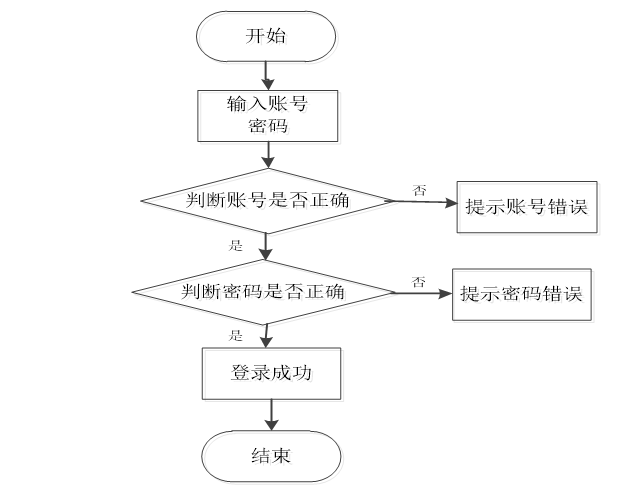 开始
输入账号
密码
判断账号是否正确
否
提示账号错误
是
判断密码是否正确
否
提示密码错误
是
登录成功
结束